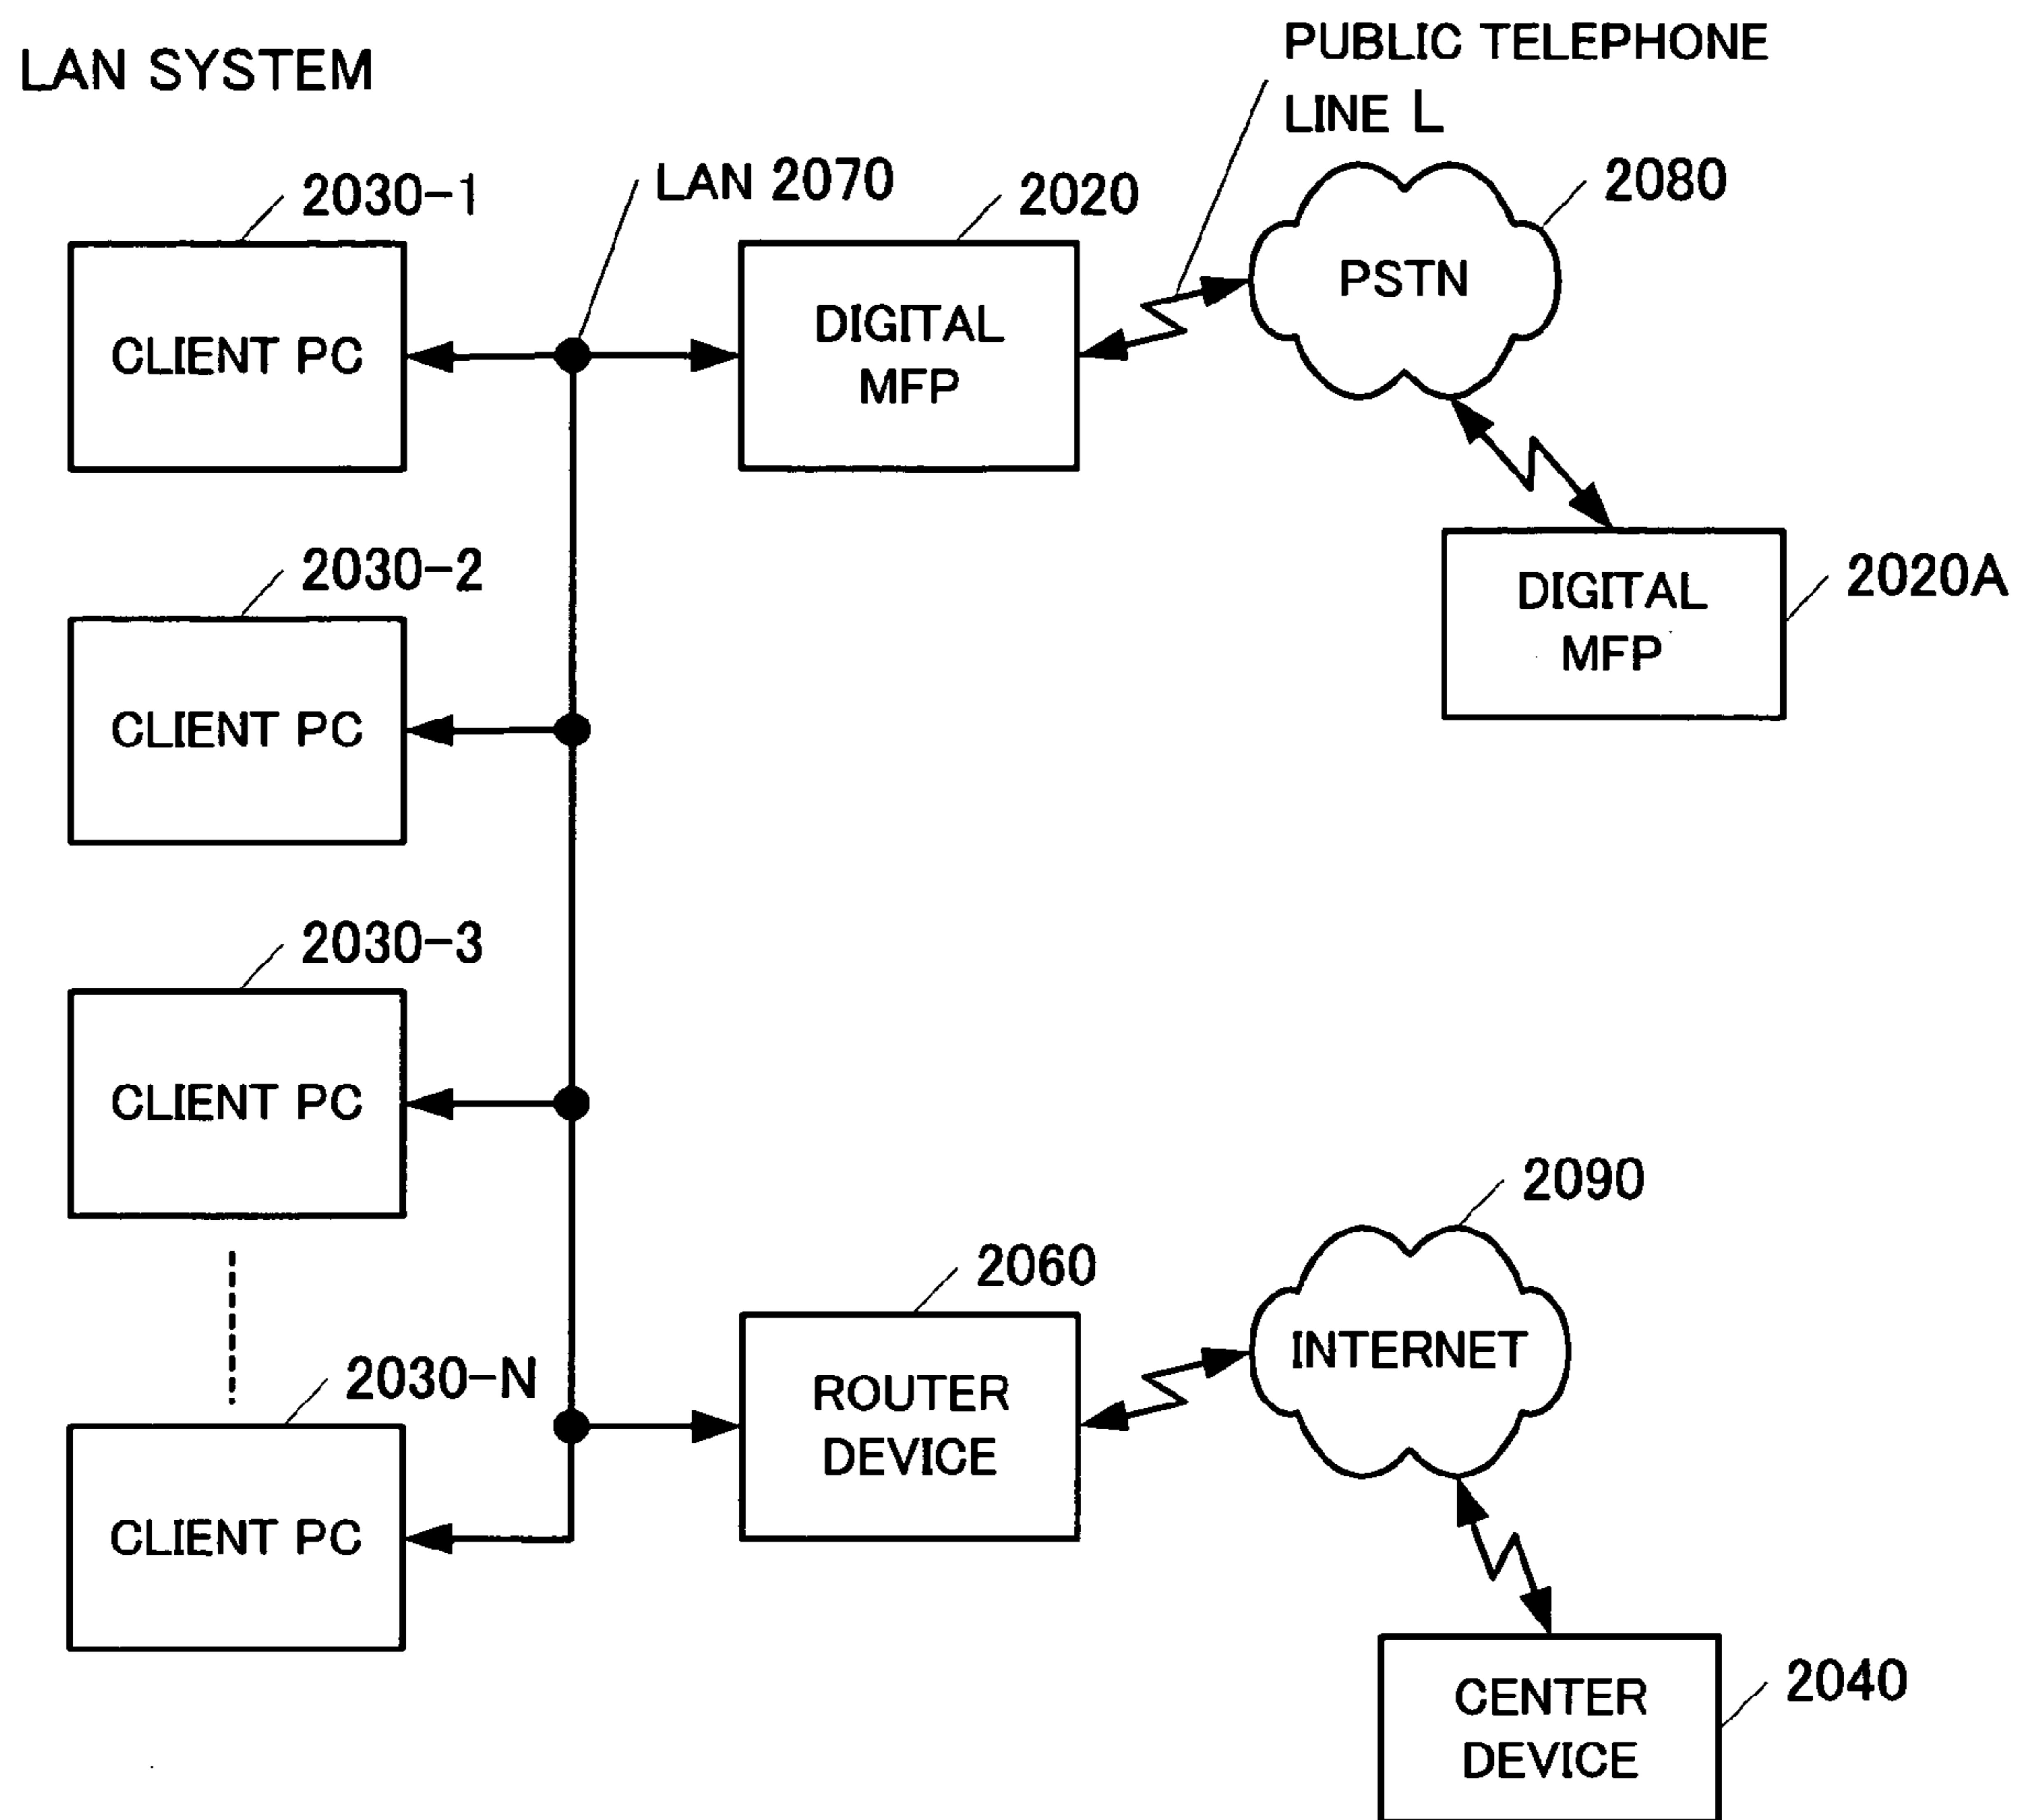 LAN SYSTEM
PUBLIC TELEPHONE
LINE L
2030-1
LAN 2070
2020
2080
CLIENT PC
DIGITAL
MFP
PSTN
2030-2
2020A
CLIENT PC
DIGITAL
MFP
2030-3
CLIENT PC
2090
2060
2030-N
ROUTER
DEVICE
INTERNET
CLIENT PC
2040
CENTER
DEVICE